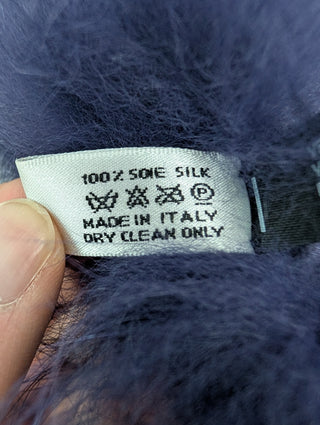 100% SOIE SILK
P
MADE IN ITALY
DRY CLEAN ONLY